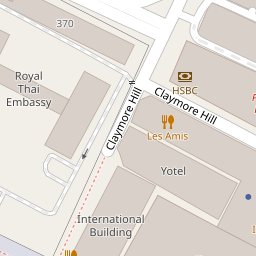 370
Royal
Thai
Embassy
HSBC
Claymore Hill
Claymore Hill
Les Amis
Yotel
International
Building